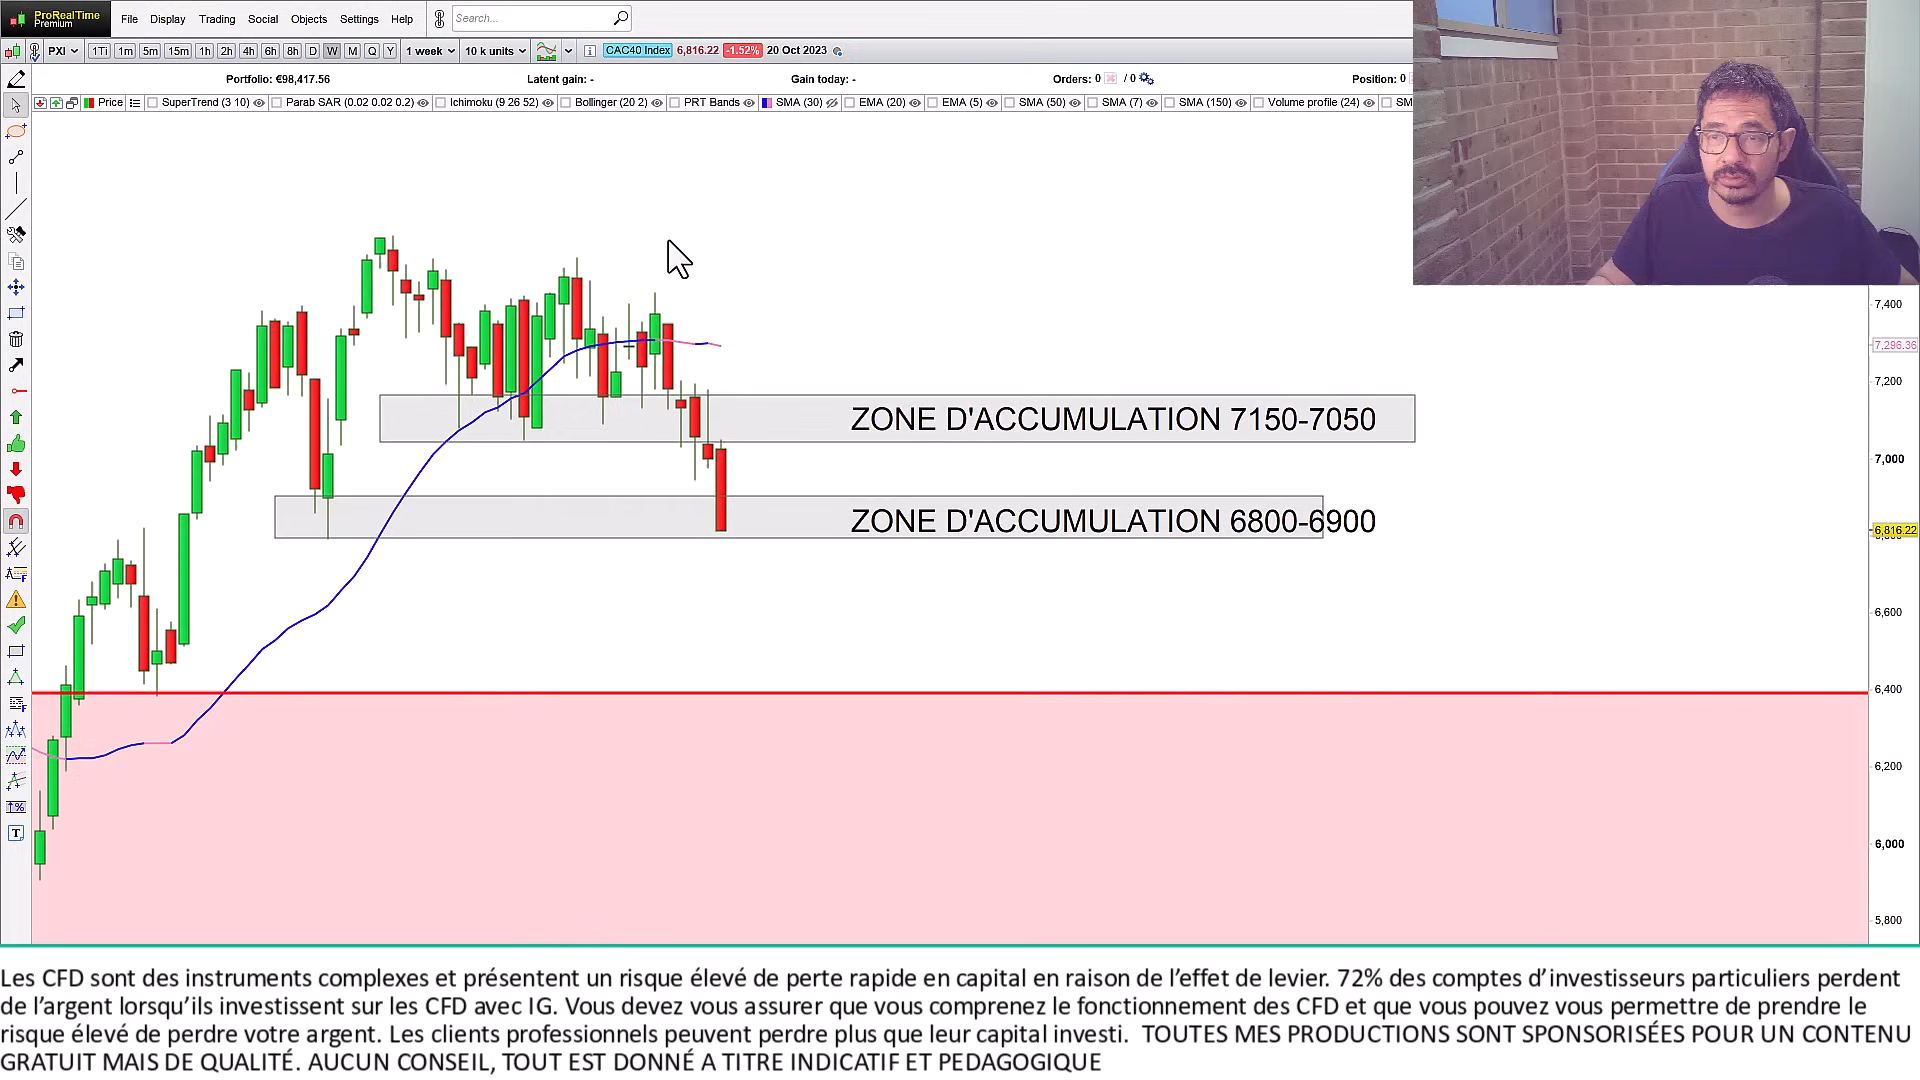 ProRealTime
Premium
File Display Trading Social Objects Settings Help Search...
PXI 1Ti 1m 5m 15m 1h 2h 4h 6h 8h D W M Q Y 1 week 10 k units CAC40 Index 6,816.22 -1.52% 20 Oct 2023
Portfolio: €98,417.56 Latent gain: - Gain today: - Orders: 0 / 0 Position: 0
Price SuperTrend (3 10) Parab SAR (0.02 0.02 0.2) Ichimoku (9 26 52) Bollinger (20 2) PRT Bands SMA (30) EMA (20) EMA (5) SMA (50) SMA (7) SMA (150) Volume profile (24) SM
7,400
7,296.36
7,200
ZONE D'ACCUMULATION 7150-7050
7,000
ZONE D'ACCUMULATION 6800-6900
6,816.22
6,600
6,400
6,200
6,000
5,800
Les CFD sont des instruments complexes et présentent un risque élevé de perte rapide en capital en raison de l’effet de levier. 72% des comptes d’investisseurs particuliers perdent
de l’argent lorsqu’ils investissent sur les CFD avec IG. Vous devez vous assurer que vous comprenez le fonctionnement des CFD et que vous pouvez vous permettre de prendre le
risque élevé de perdre votre argent. Les clients professionnels peuvent perdre plus que leur capital investi. TOUTES MES PRODUCTIONS SONT SPONSORISÉES POUR UN CONTENU
GRATUIT MAIS DE QUALITÉ. AUCUN CONSEIL, TOUT EST DONNÉ A TITRE INDICATIF ET PEDAGOGIQUE